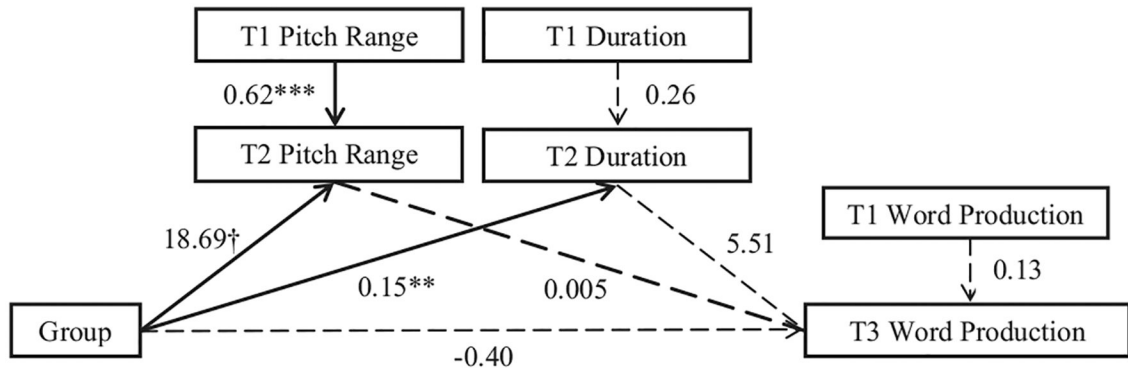 T1 Pitch Range
T1 Duration
0.62***
0.26
T2 Pitch Range
T2 Duration
T1 Word Production
18.69†
5.51
0.13
0.15**
0.005
Group
T3 Word Production
-0.40